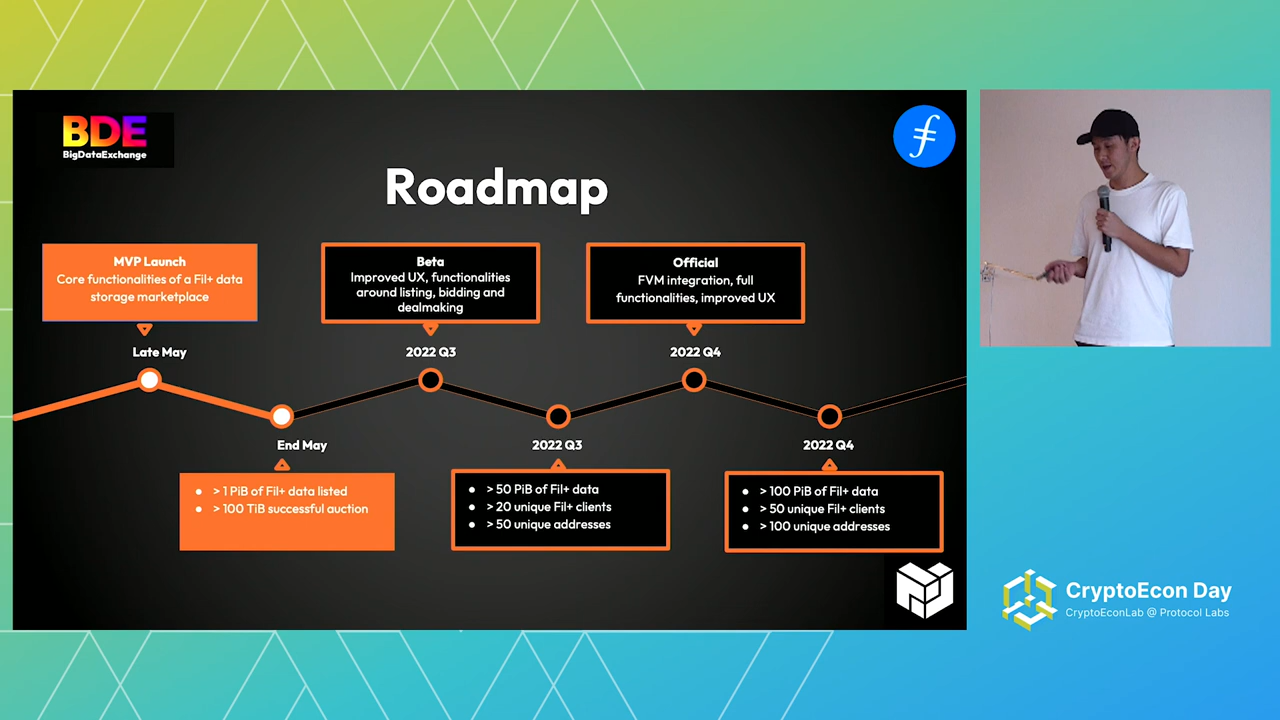 BDE
BigDataExchange
Roadmap
MVP Launch
Core functionalities of a Fil+ data
storage marketplace
Late May
Beta
Improved UX, functionalities
around listing, bidding and
dealmaking
2022 Q3
Official
FVM integration, full
functionalities, improved UX
2022 Q4
End May
> 1 PiB of Fil+ data listed
> 100 TiB successful auction
2022 Q3
> 50 PiB of Fil+ data
> 20 unique Fil+ clients
> 50 unique addresses
2022 Q4
> 100 PiB of Fil+ data
> 50 unique Fil+ clients
> 100 unique addresses
CryptoEcon Day
CryptoEconLab @ Protocol Labs